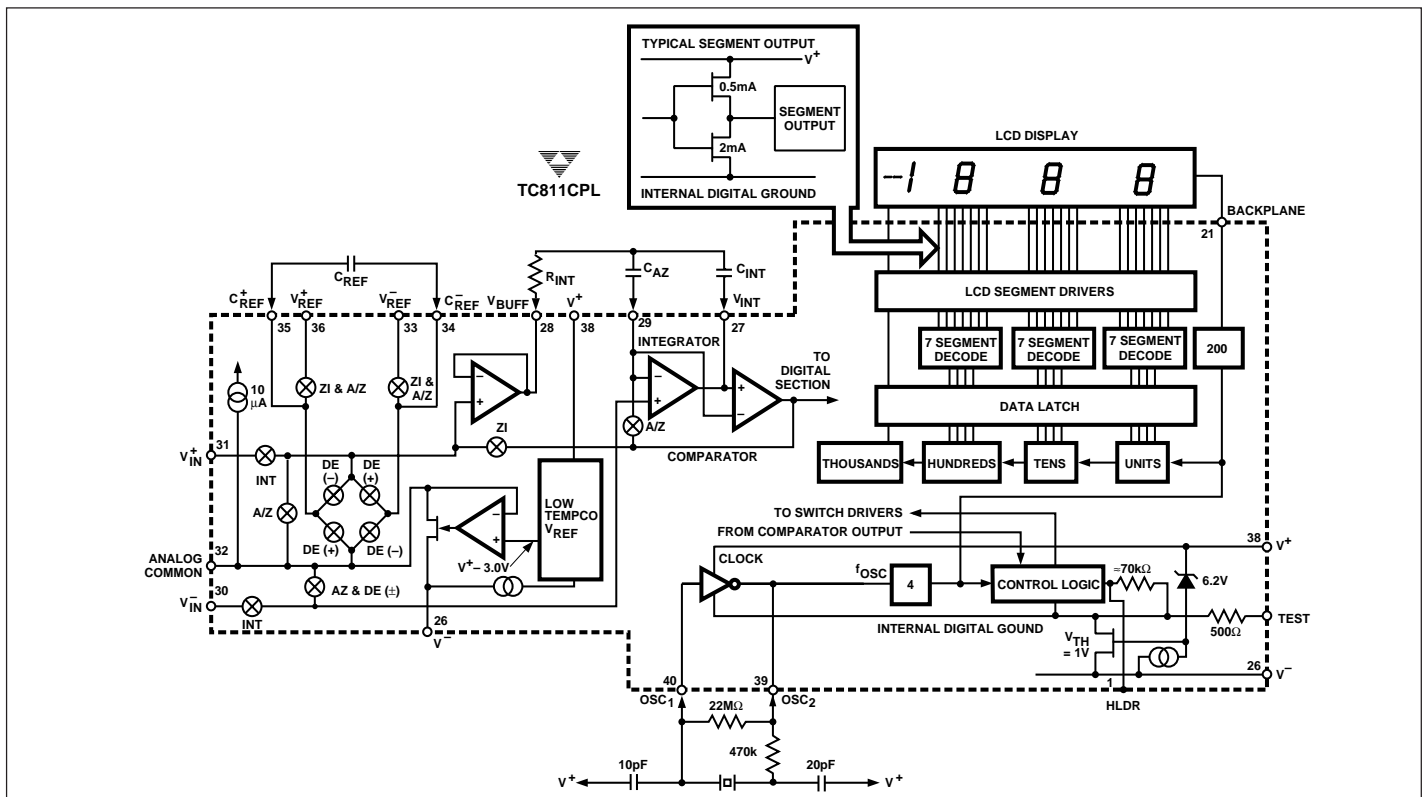 TYPICAL SEGMENT OUTPUT
V+
0.5mA
SEGMENT
OUTPUT
2mA
INTERNAL DIGITAL GROUND
TC811CPL
LCD DISPLAY
–1 8 8 8
BACKPLANE
21
LCD SEGMENT DRIVERS
7 SEGMENT
DECODE
7 SEGMENT
DECODE
7 SEGMENT
DECODE
200
DATA LATCH
THOUSANDS
HUNDREDS
TENS
UNITS
CREF
RINT
CAZ
CINT
C+REF
V+REF
V–REF
C–REF
VBUFF
V+
VINT
35
36
33
34
28
38
29
27
INTEGRATOR
TO
DIGITAL
SECTION
10
µA
ZI & A/Z
ZI &
A/Z
–
+
–
+
+
–
A/Z
ZI
COMPARATOR
31
V+IN
INT
DE
(–)
DE
(+)
A/Z
DE (+)
DE (–)
–
+
LOW
TEMPCO
VREF
V+ – 3.0V
ANALOG
COMMON
32
AZ & DE (±)
30
V–IN
INT
26
V–
TO SWITCH DRIVERS
FROM COMPARATOR OUTPUT
CLOCK
38
V+
fOSC
4
CONTROL LOGIC
≈70kΩ
6.2V
INTERNAL DIGITAL GOUND
500Ω
TEST
VTH
= 1V
26
V–
1
HLDR
40
39
OSC1
OSC2
22MΩ
470k
10pF
20pF
V+
V+